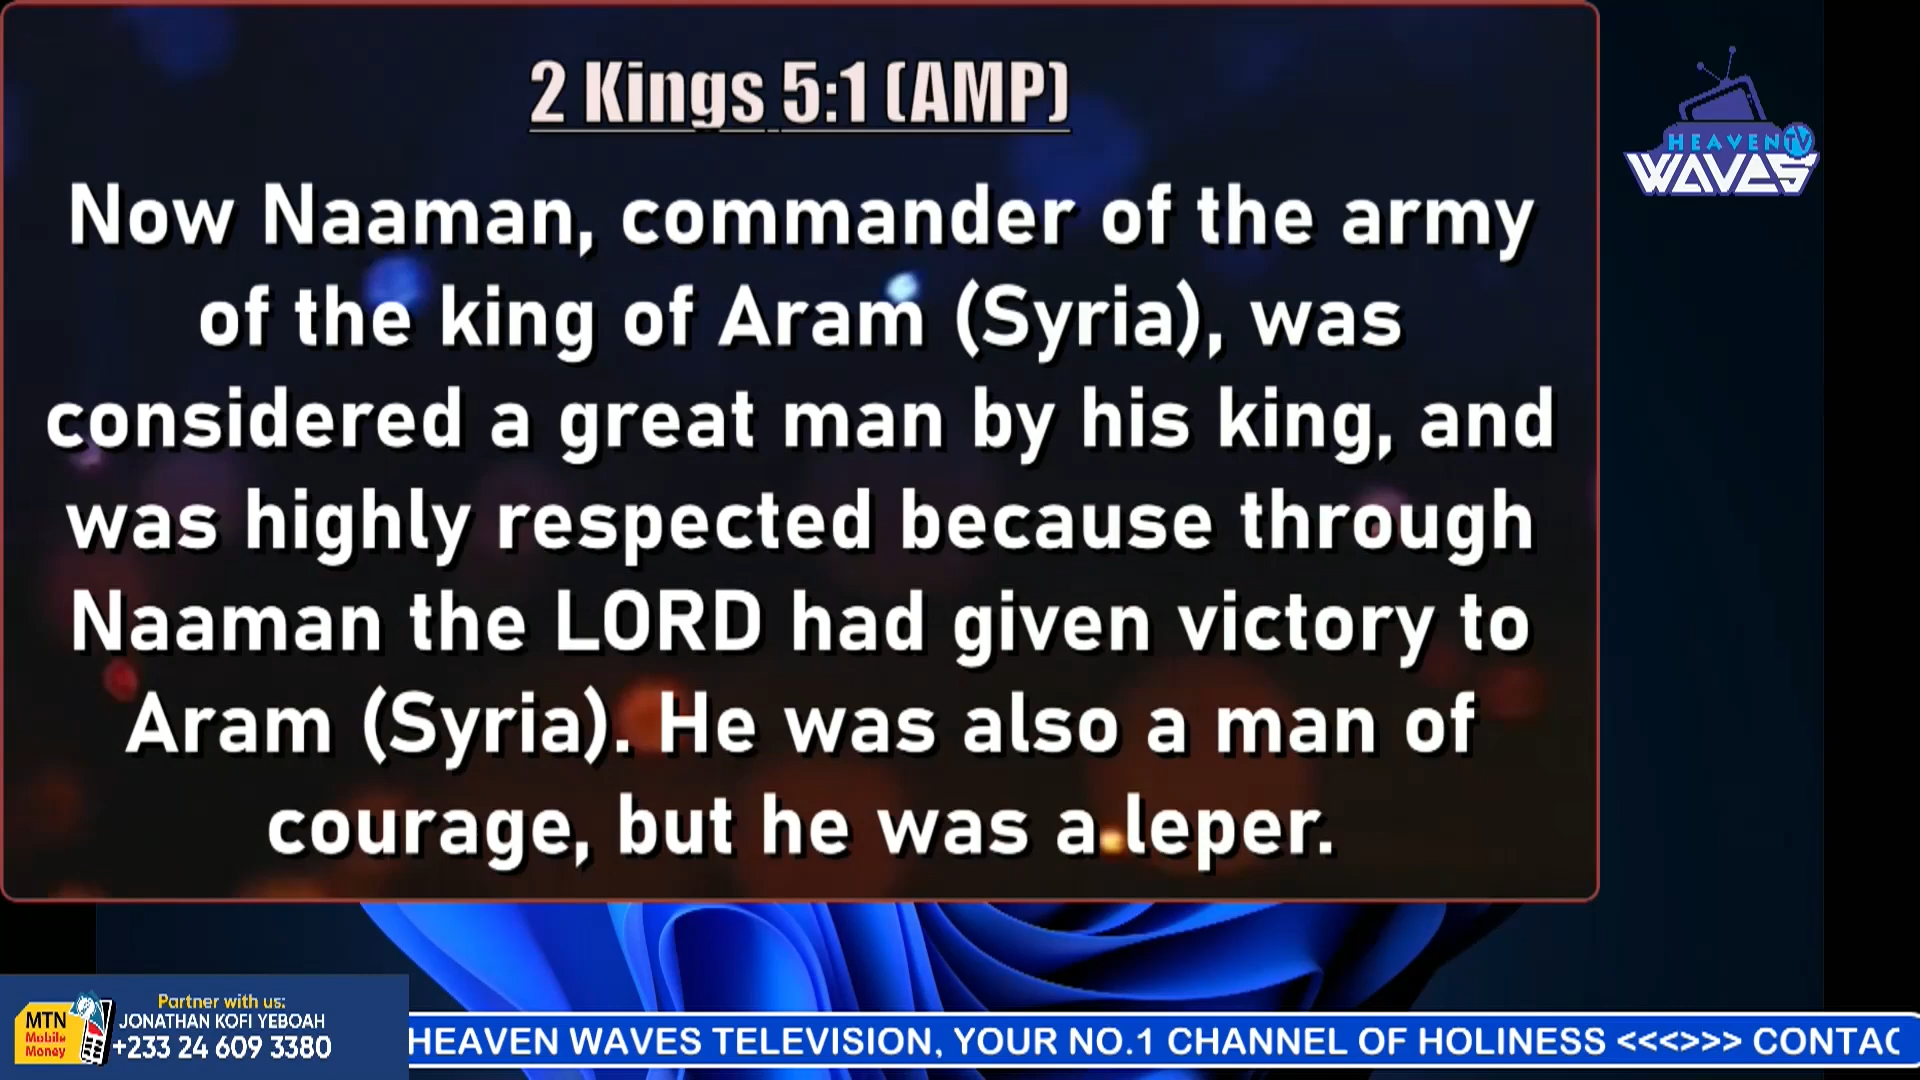 2 Kings 5:1 (AMP)
Now Naaman, commander of the army
of the king of Aram (Syria), was
considered a great man by his king, and
was highly respected because through
Naaman the LORD had given victory to
Aram (Syria). He was also a man of
courage, but he was a leper.
HEAVEN TV
WAVES
MTN
Mobile
Money
Partner with us:
JONATHAN KOFI YEBOAH
+233 24 609 3380
HEAVEN WAVES TELEVISION, YOUR NO.1 CHANNEL OF HOLINESS <<<>>> CONTAC